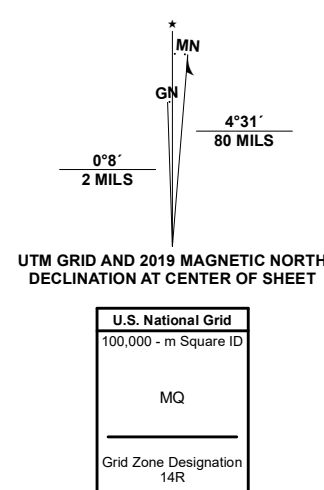 MN
GN
4°31´
80 MILS
0°8´
2 MILS
UTM GRID AND 2019 MAGNETIC NORTH
DECLINATION AT CENTER OF SHEET
U.S. National Grid
100,000 - m Square ID
MQ
Grid Zone Designation
14R